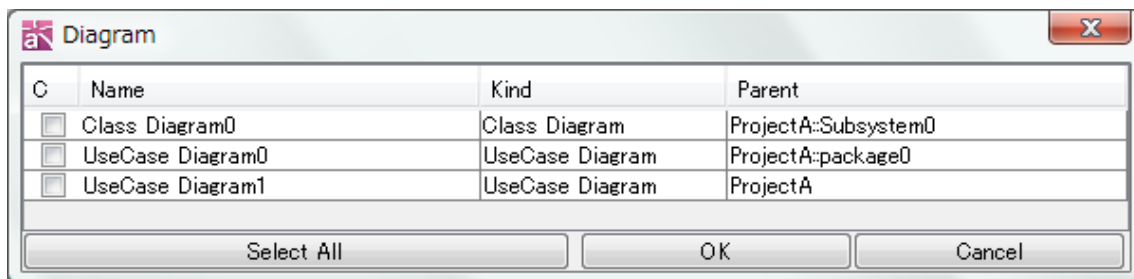 a Diagram
C Name Kind Parent
Class Diagram0 Class Diagram ProjectA::Subsystem0
UseCase Diagram0 UseCase Diagram ProjectA::package0
UseCase Diagram1 UseCase Diagram ProjectA
Select All OK Cancel